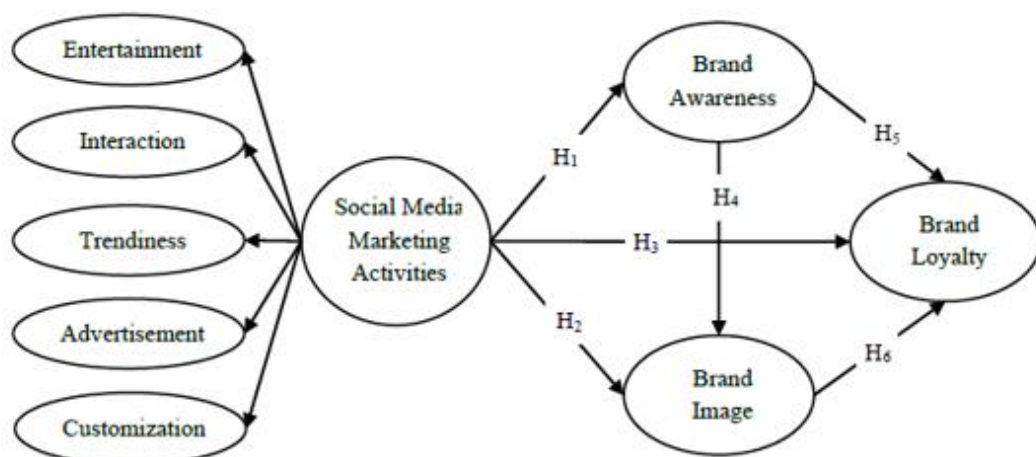 Entertainment
Interaction
Trendiness
Advertisement
Customization
Social Media
Marketing
Activities
H₁
H₂
H₃
H₄
H₅
H₆
Brand
Awareness
Brand
Image
Brand
Loyalty